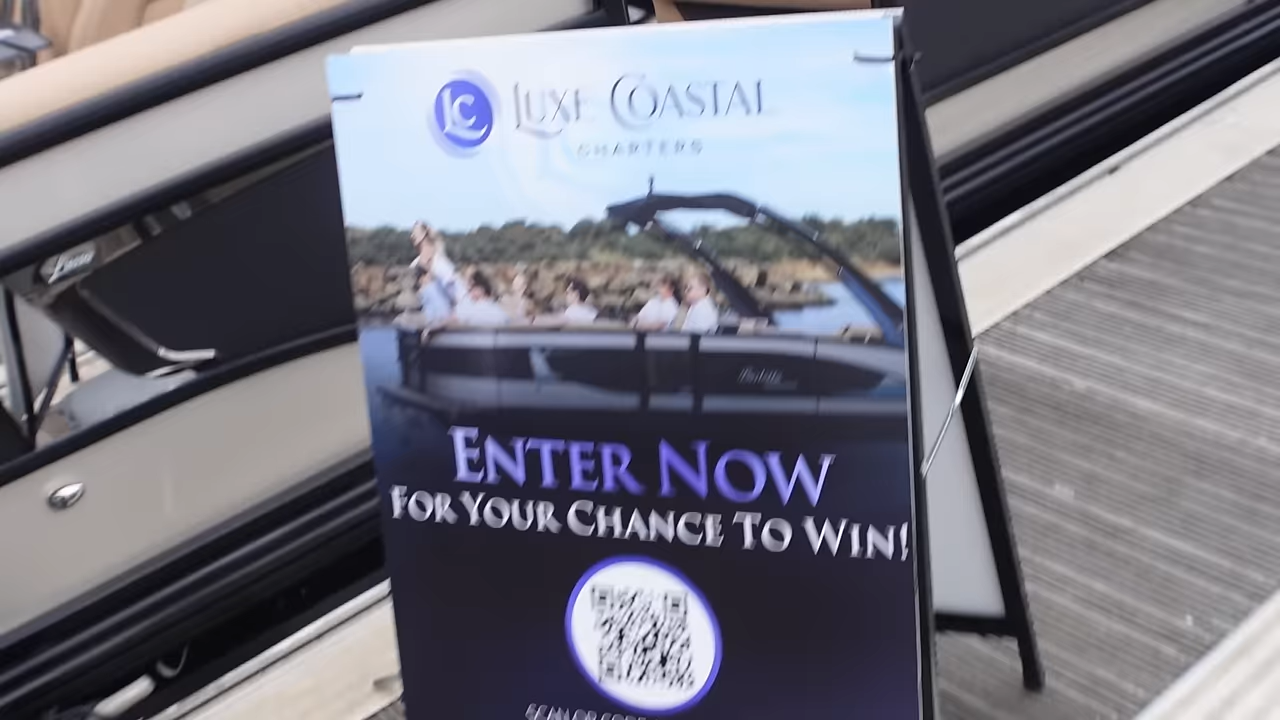 LC
LUXE COASTAL
CHARTERS
ENTER NOW
FOR YOUR CHANCE TO WIN!